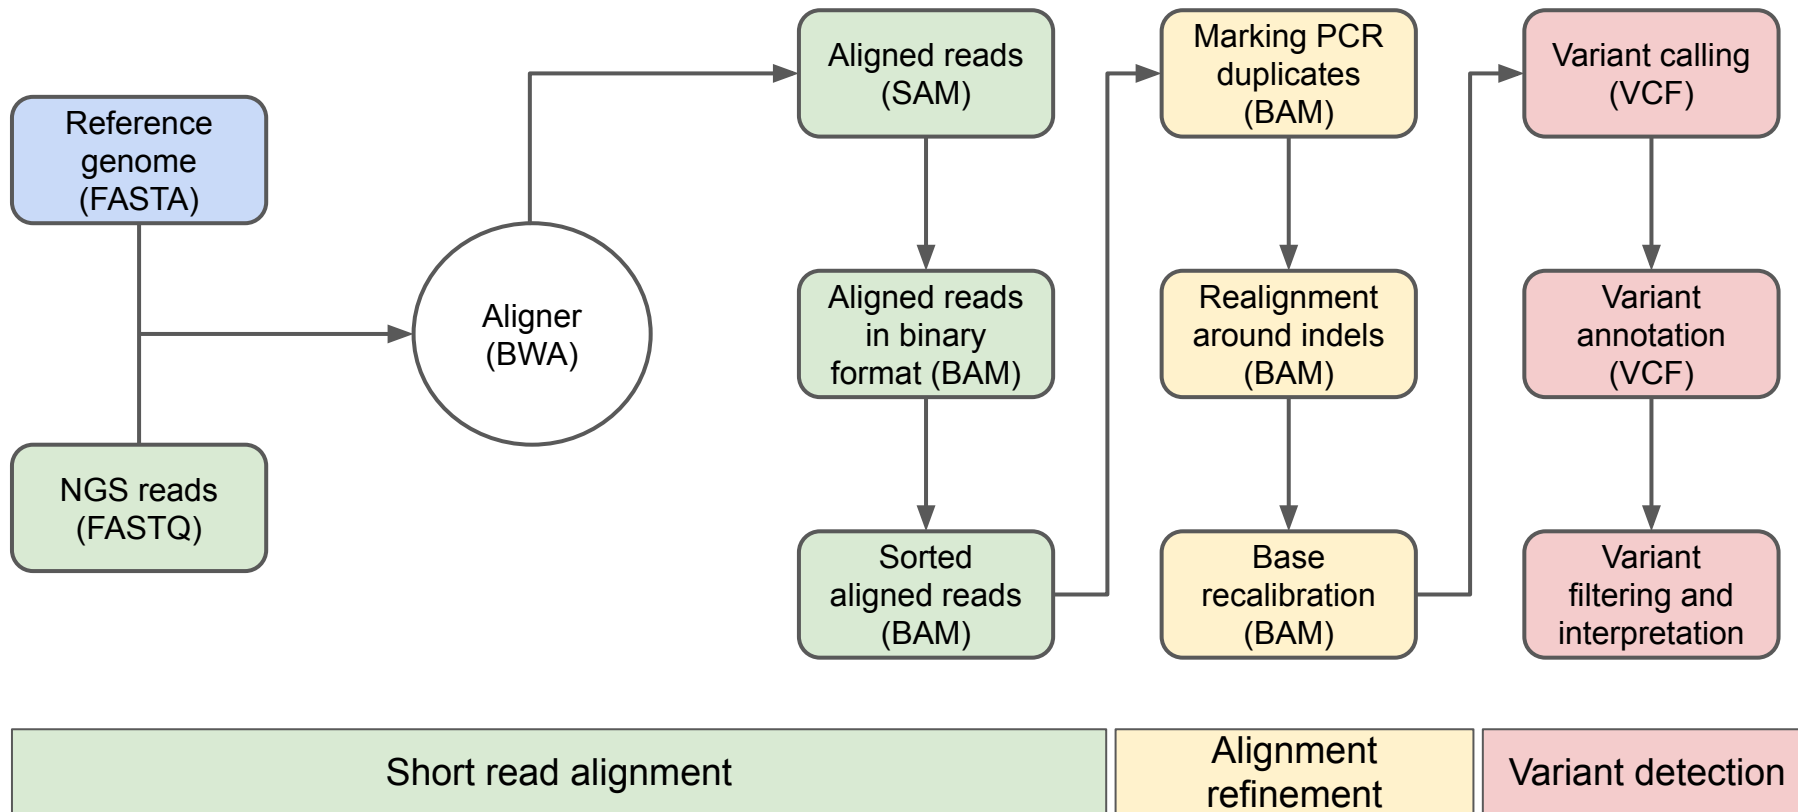 Reference
genome
(FASTA)
NGS reads
(FASTQ)
Aligner
(BWA)
Aligned reads
(SAM)
Aligned reads
in binary
format (BAM)
Sorted
aligned reads
(BAM)
Marking PCR
duplicates
(BAM)
Realignment
around indels
(BAM)
Base
recalibration
(BAM)
Variant calling
(VCF)
Variant
annotation
(VCF)
Variant
filtering and
interpretation
Short read alignment
Alignment
refinement
Variant detection